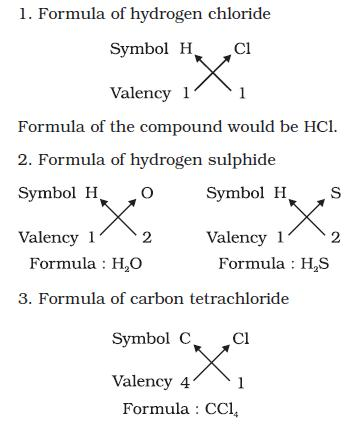 1. Formula of hydrogen chloride
Symbol H Cl
Valency 1 1
Formula of the compound would be HCl.
2. Formula of hydrogen sulphide
Symbol H O Symbol H S
Valency 1 2 Valency 1 2
Formula : H₂O Formula : H₂S
3. Formula of carbon tetrachloride
Symbol C Cl
Valency 4 1
Formula : CCl₄